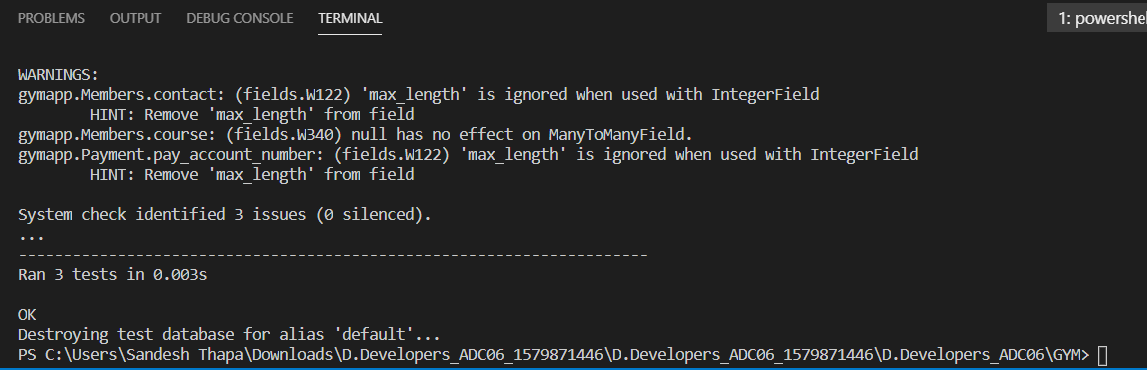 PROBLEMS OUTPUT DEBUG CONSOLE TERMINAL 1: powershel
WARNINGS:
gymapp.Members.contact: (fields.W122) 'max_length' is ignored when used with IntegerField
HINT: Remove 'max_length' from field
gymapp.Members.course: (fields.W340) null has no effect on ManyToManyField.
gymapp.Payment.pay_account_number: (fields.W122) 'max_length' is ignored when used with IntegerField
HINT: Remove 'max_length' from field
System check identified 3 issues (0 silenced).
...
----------------------------------------------------------------------
Ran 3 tests in 0.003s
OK
Destroying test database for alias 'default'...
PS C:\Users\Sandesh Thapa\Downloads\D.Developers_ADC06_1579871446\D.Developers_ADC06_1579871446\D.Developers_ADC06\GYM>